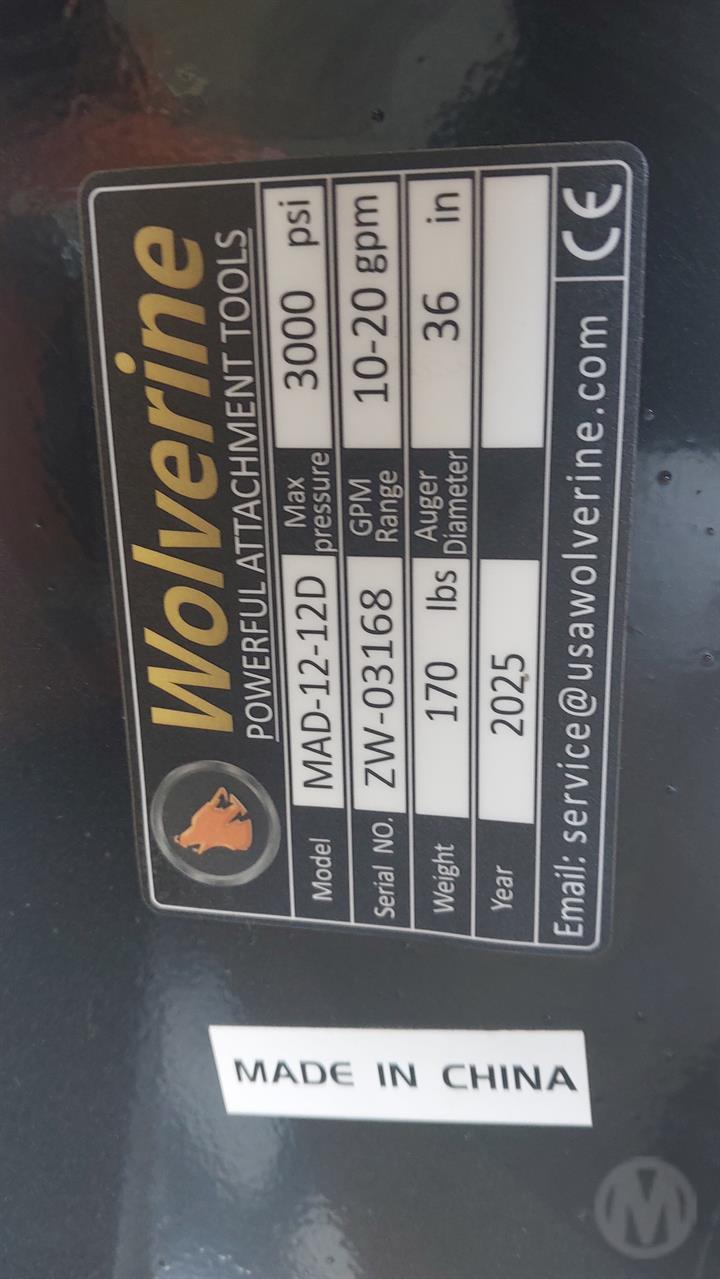 Wolverine
POWERFUL ATTACHMENT TOOLS
Model MAD-12-12D Max pressure 3000 psi
Serial NO. ZW-03168 GPM Range 10-20 gpm
Weight 170 lbs Auger Diameter 36 in
Year 2025
Email: service@usawolverine.com CE
MADE IN CHINA
M